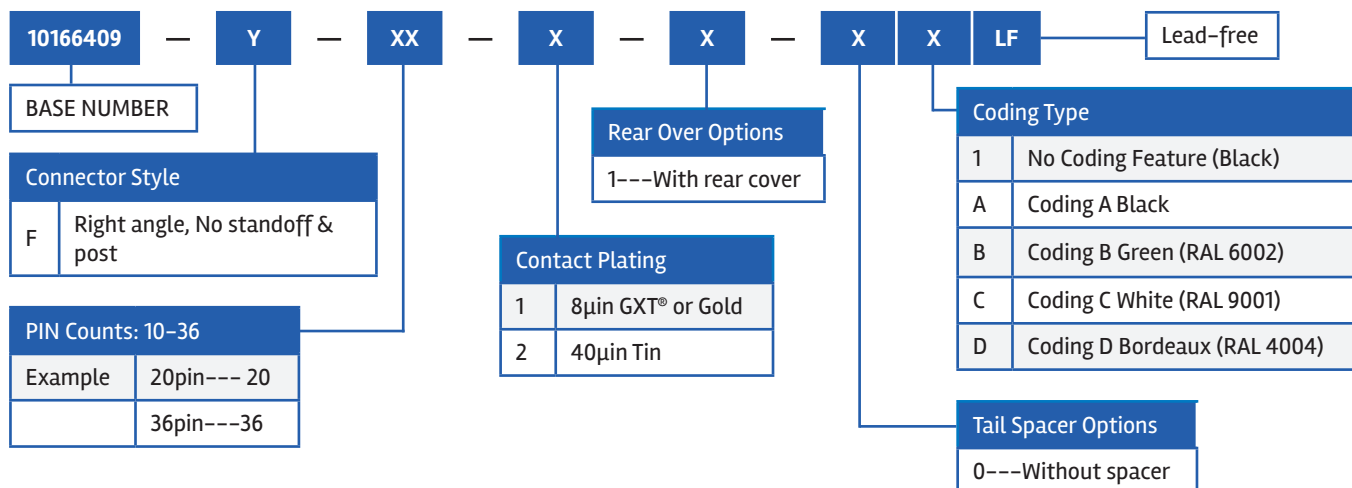 10166409 — Y — XX — X — X — X X LF Lead-free
BASE NUMBER
Connector Style
F Right angle, No standoff &
post
PIN Counts: 10-36
Example 20pin--- 20
36pin---36
Rear Over Options
1---With rear cover
Contact Plating
1 8µin GXT® or Gold
2 40µin Tin
Coding Type
1 No Coding Feature (Black)
A Coding A Black
B Coding B Green (RAL 6002)
C Coding C White (RAL 9001)
D Coding D Bordeaux (RAL 4004)
Tail Spacer Options
0---Without spacer